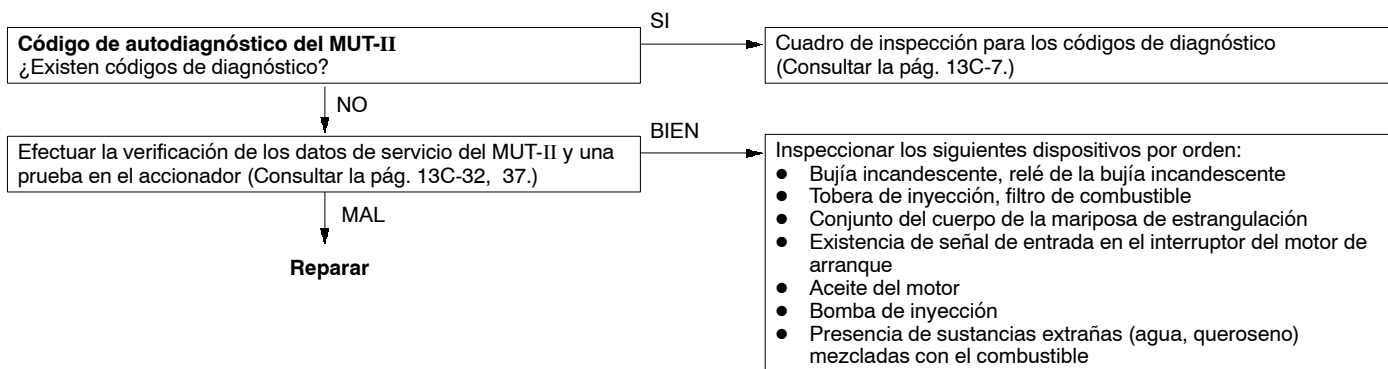 SI
Código de autodiagnóstico del MUT-II
¿Existen códigos de diagnóstico?
Cuadro de inspección para los códigos de diagnóstico
(Consultar la pág. 13C-7.)
NO
BIEN
Efectuar la verificación de los datos de servicio del MUT-II y una
prueba en el accionador (Consultar la pág. 13C-32, 37.)
Inspeccionar los siguientes dispositivos por orden:
● Bujía incandescente, relé de la bujía incandescente
● Tobera de inyección, filtro de combustible
● Conjunto del cuerpo de la mariposa de estrangulación
● Existencia de señal de entrada en el interruptor del motor de
arranque
● Aceite del motor
● Bomba de inyección
● Presencia de sustancias extrañas (agua, queroseno)
mezcladas con el combustible
MAL
Reparar